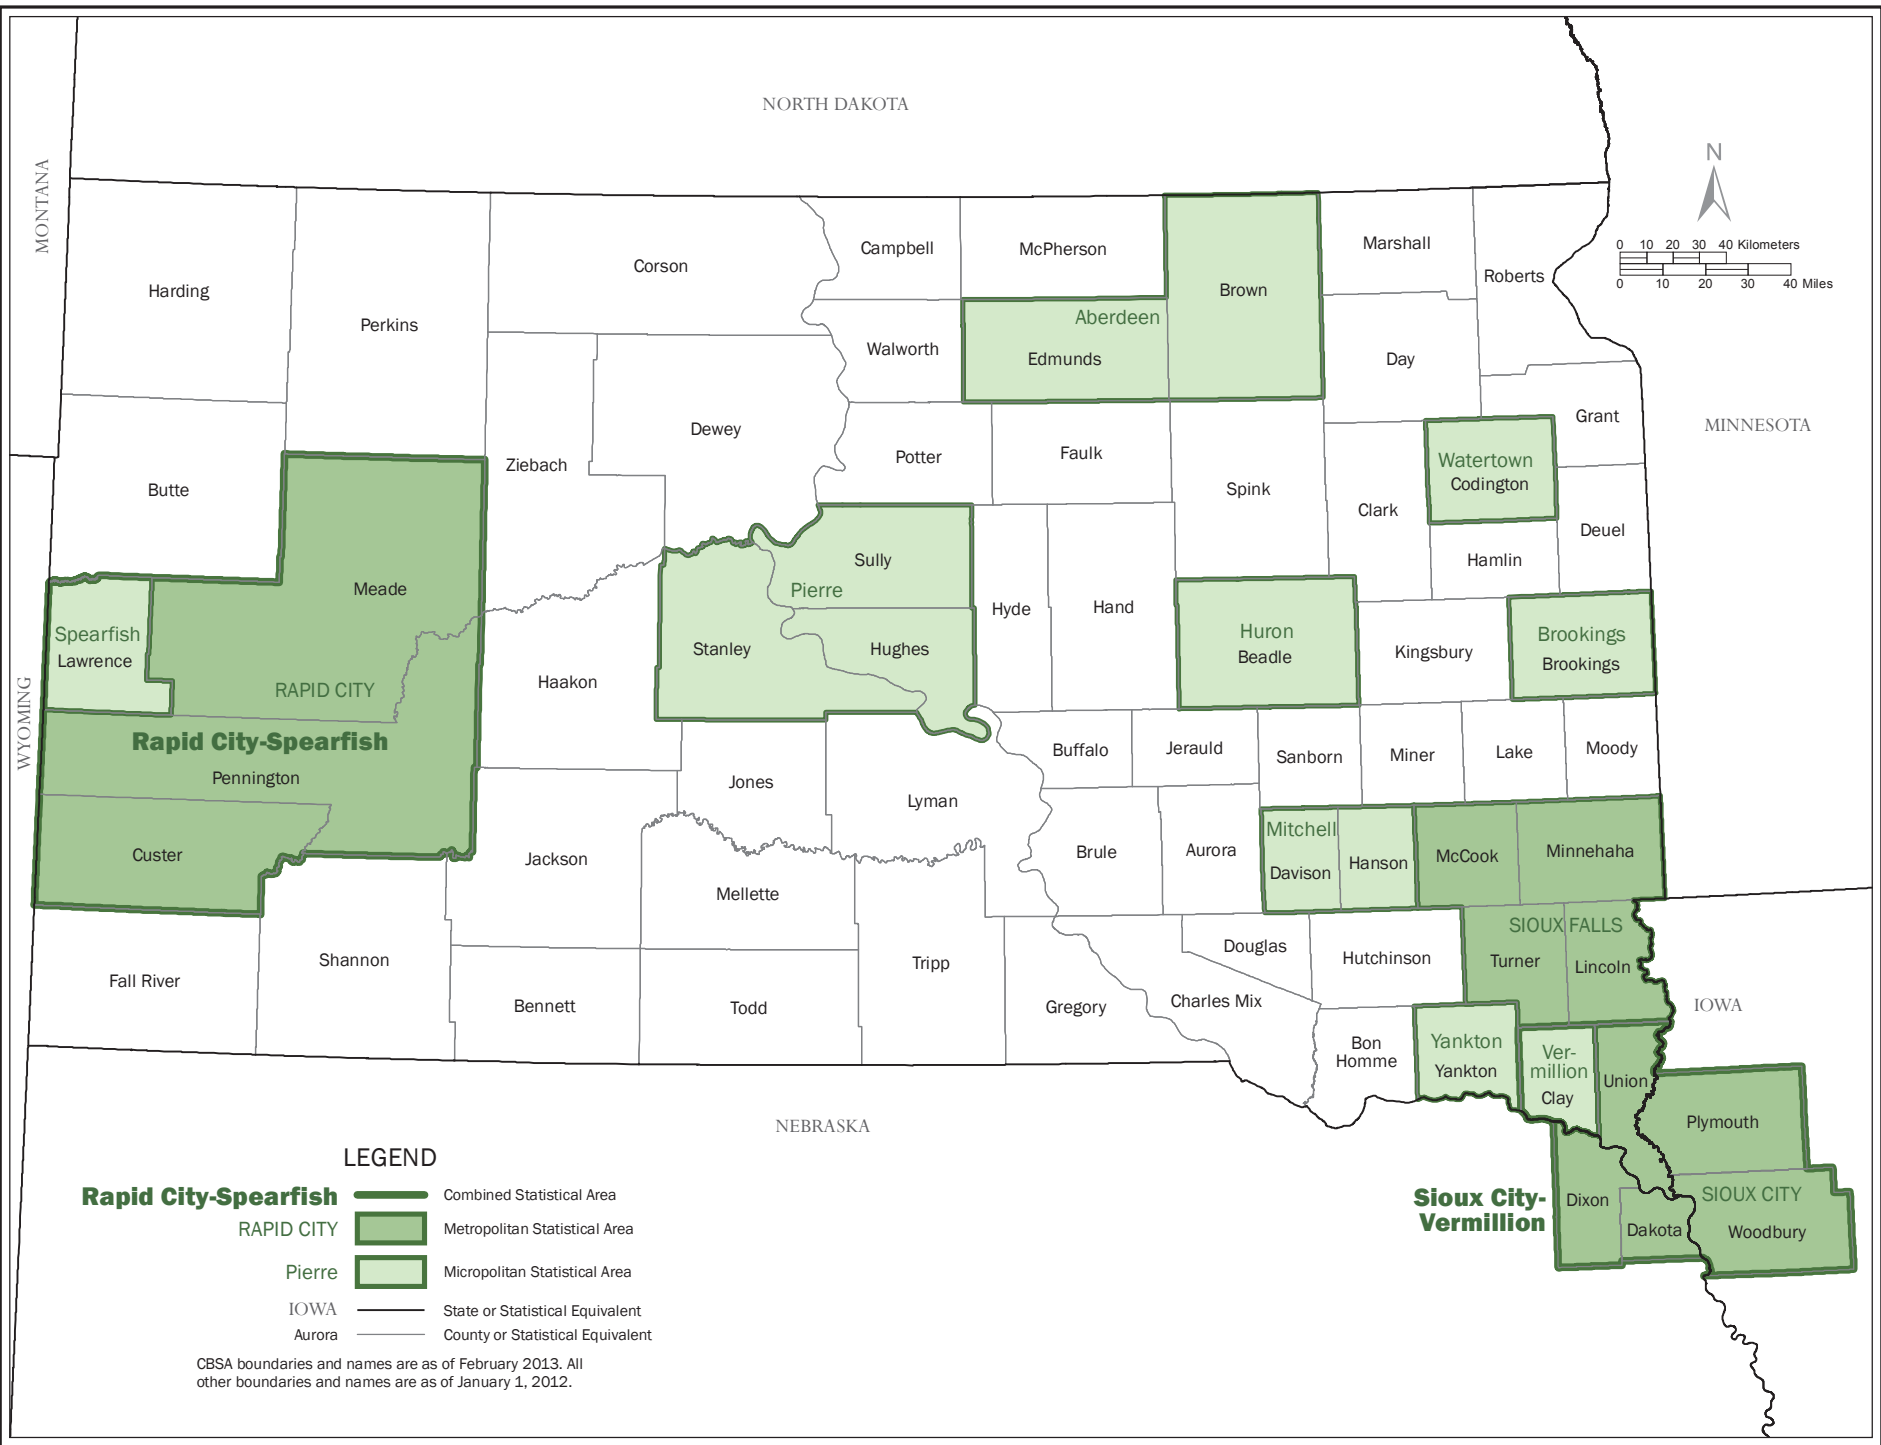 NORTH DAKOTA
MONTANA
N
0 10 20 30 40 Kilometers
0 10 20 30 40 Miles
Harding
Perkins
Corson
Campbell
McPherson
Brown
Marshall
Roberts
Aberdeen
Edmunds
Walworth
Day
Grant
MINNESOTA
Butte
Ziebach
Dewey
Potter
Faulk
Spink
Clark
Watertown
Codington
Deuel
Hamlin
Meade
Sully
Pierre
Stanley
Hughes
Hyde
Hand
Huron
Beadle
Kingsbury
Brookings
Brookings
Spearfish
Lawrence
WYOMING
RAPID CITY
Rapid City-Spearfish
Pennington
Haakon
Custer
Jones
Lyman
Buffalo
Jerauld
Sanborn
Miner
Lake
Moody
Jackson
Mellette
Brule
Aurora
Mitchell
Davison
Hanson
McCook
Minnehaha
Fall River
Shannon
Bennett
Todd
Tripp
Gregory
Douglas
Charles Mix
Hutchinson
SIOUX FALLS
Turner
Lincoln
IOWA
Bon
Homme
Yankton
Yankton
Ver-
million
Clay
Union
Plymouth
NEBRASKA
Sioux City-
Vermillion
Dixon
Dakota
SIOUX CITY
Woodbury
LEGEND
Rapid City-Spearfish Combined Statistical Area
RAPID CITY Metropolitan Statistical Area
Pierre Micropolitan Statistical Area
IOWA State or Statistical Equivalent
Aurora County or Statistical Equivalent
CBSA boundaries and names are as of February 2013. All
other boundaries and names are as of January 1, 2012.